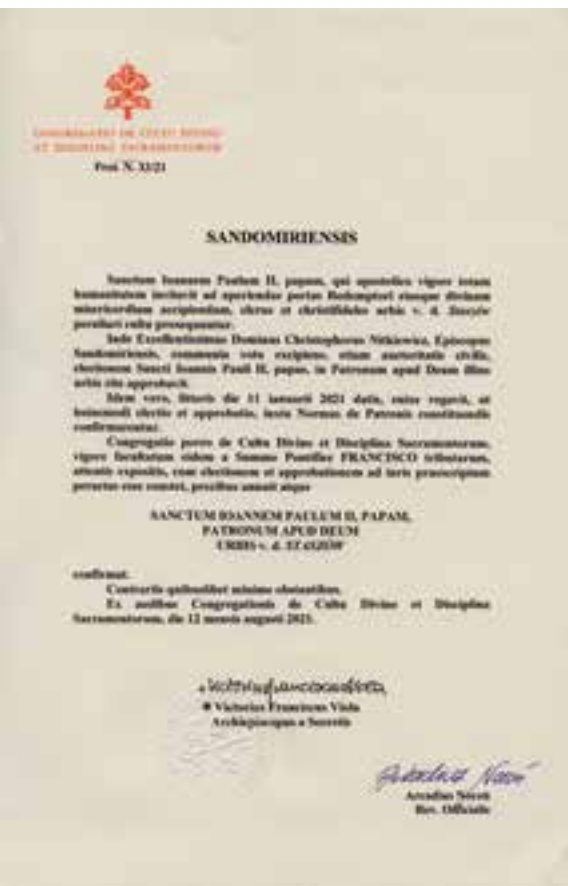 CONGREGATIO DE CULTU DIVINO
ET DISCIPLINA SACRAMENTORUM
Prot. N. 32/21
SANDOMIRIENSIS
Sanctum Ioannem Paulum II, papam, qui apostolico vigore totam
humanitatem incitavit ad aperiendas portas Redemptori eiusque divinam
misericordiam accipiendam, clerus et christifideles urbis v. d. Staszów
peculiari cultu prosequuntur.
Inde Excellentissimus Dominus Christophorus Nitkiewicz, Episcopus
Sandomiriensis, communia vota excipiens, etiam auctoritatis civilis,
electionem Sancti Ioannis Pauli II, papae, in Patronum apud Deum illius
urbis rite approbavit.
Idem vero, litteris die 11 ianuarii 2021 datis, enixe rogavit, ut
huiusmodi electio et approbatio, iuxta Normas de Patronis constituendis
confirmarentur.
Congregatio porro de Cultu Divino et Disciplina Sacramentorum,
vigore facultatum sibi a Summo Pontifice FRANCISCO tributarum,
attentis expositis, cum electionem et approbationem ad iuris praescriptum
peractas esse constet, precibus annuit atque
SANCTUM IOANNEM PAULUM II, PAPAM,
PATRONUM APUD DEUM
URBIS v. d. STASZÓW
confirmat.
Contrariis quibuslibet minime obstantibus.
Ex aedibus Congregationis de Cultu Divino et Disciplina
Sacramentorum, die 12 mensis augusti 2021.
Victorius Franciscus Viola
Archiepiscopus a Secretis
Arcadius Nocoń
Rev. Officialis